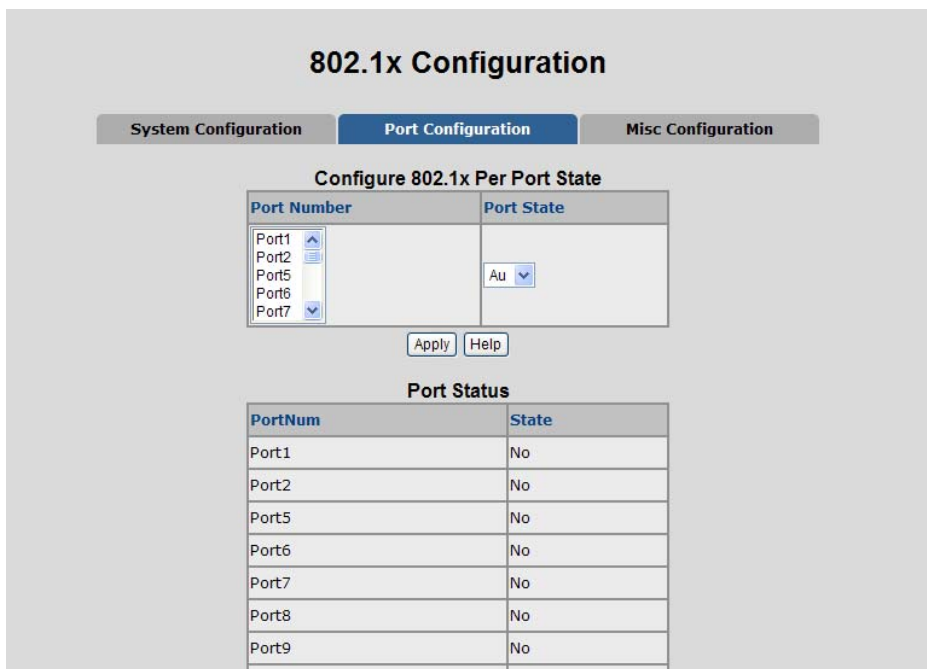 802.1x Configuration
System Configuration Port Configuration Misc Configuration
Configure 802.1x Per Port State
Port Number Port State
Port1
Port2
Port5
Port6
Port7
Au
Apply Help
Port Status
PortNum State
Port1 No
Port2 No
Port5 No
Port6 No
Port7 No
Port8 No
Port9 No